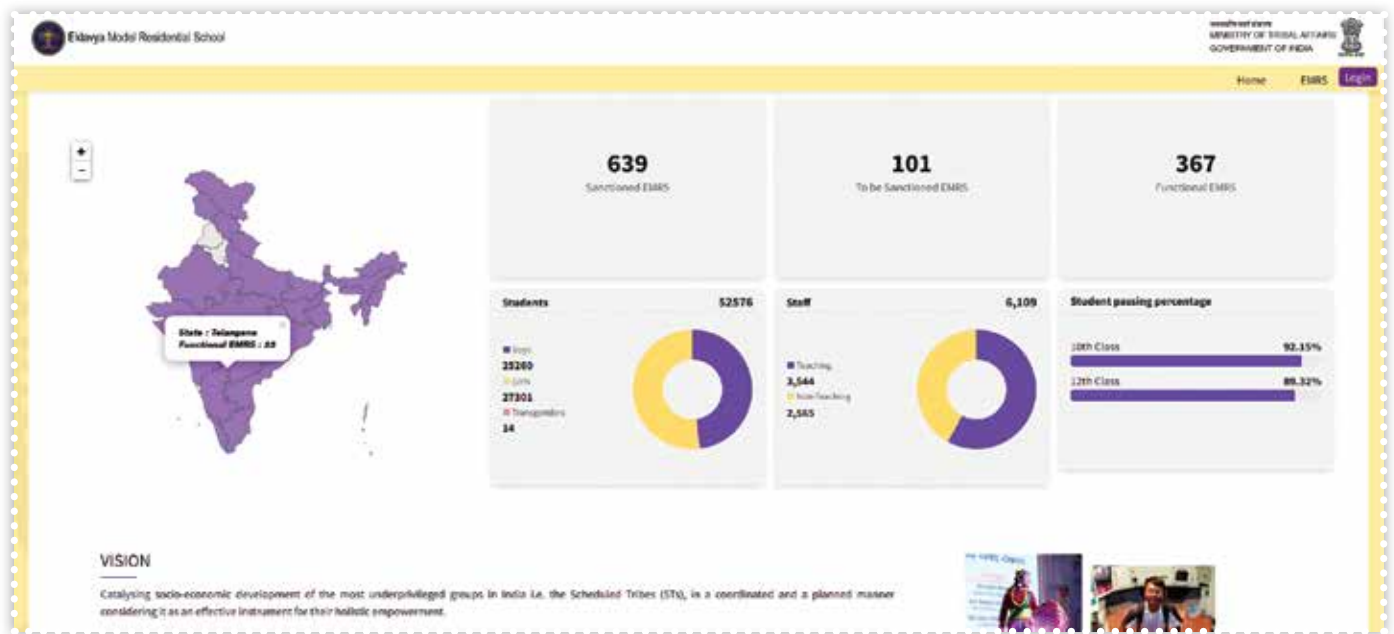 Eklavya Model Residential School
MINISTRY OF TRIBAL AFFAIRS
GOVERNMENT OF INDIA
Home
EMRS
Login
+
−
639
Sanctioned EMRS
101
To be Sanctioned EMRS
367
Functional EMRS
State : Telangana
Functional EMRS :
Students 52576
Boys
Girls
27301
Transgenders
14
Staff 6,109
Teaching
3,544
Non-Teaching
2,565
Student passing percentage
10th Class 92.15%
12th Class 89.32%
VISION
Catalysing socio-economic development of the most underprivileged groups in India i.e. the Scheduled Tribes (STs), in a coordinated and a planned manner
considering it as an effective instrument for their holistic empowerment.